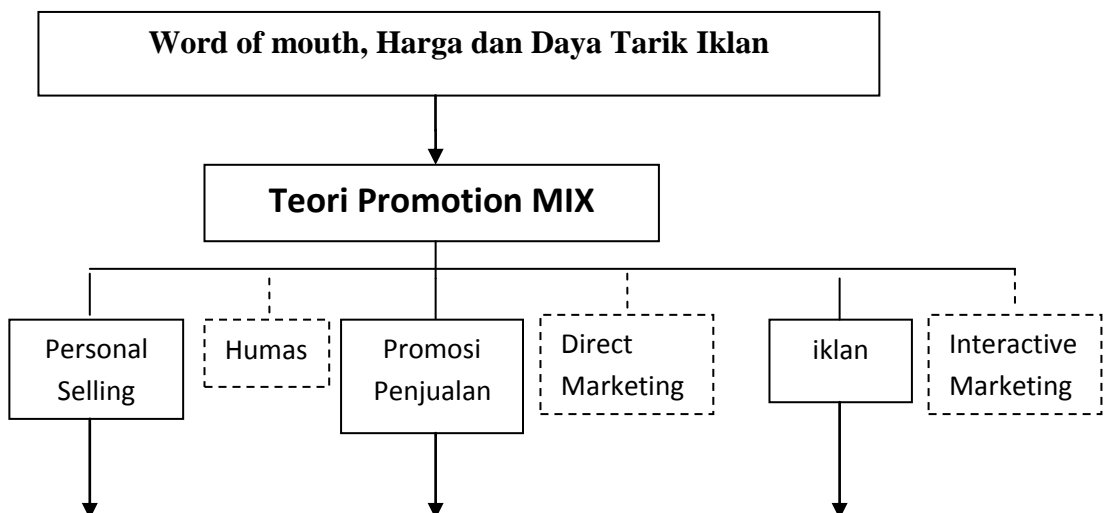 Word of mouth, Harga dan Daya Tarik Iklan
Teori Promotion MIX
Personal
Selling
Humas
Promosi
Penjualan
Direct
Marketing
iklan
Interactive
Marketing